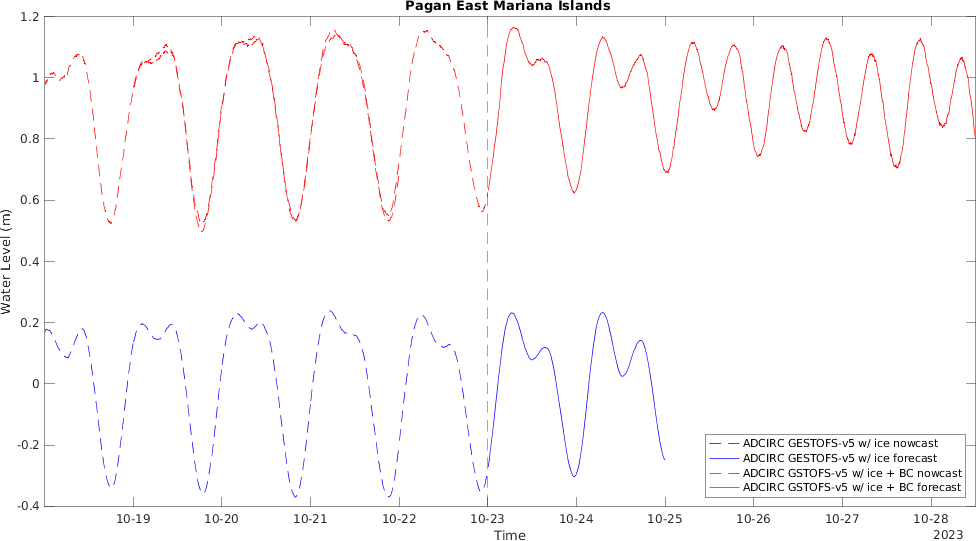 Pagan East Mariana Islands
Water Level (m)
1.2
1
0.8
0.6
0.4
0.2
0
-0.2
-0.4
ADCIRC GESTOFS-v5 w/ ice nowcast
ADCIRC GESTOFS-v5 w/ ice forecast
ADCIRC GSTOFS-v5 w/ ice + BC nowcast
ADCIRC GSTOFS-v5 w/ ice + BC forecast
10-19 10-20 10-21 10-22 10-23 10-24 10-25 10-26 10-27 10-28
Time
2023